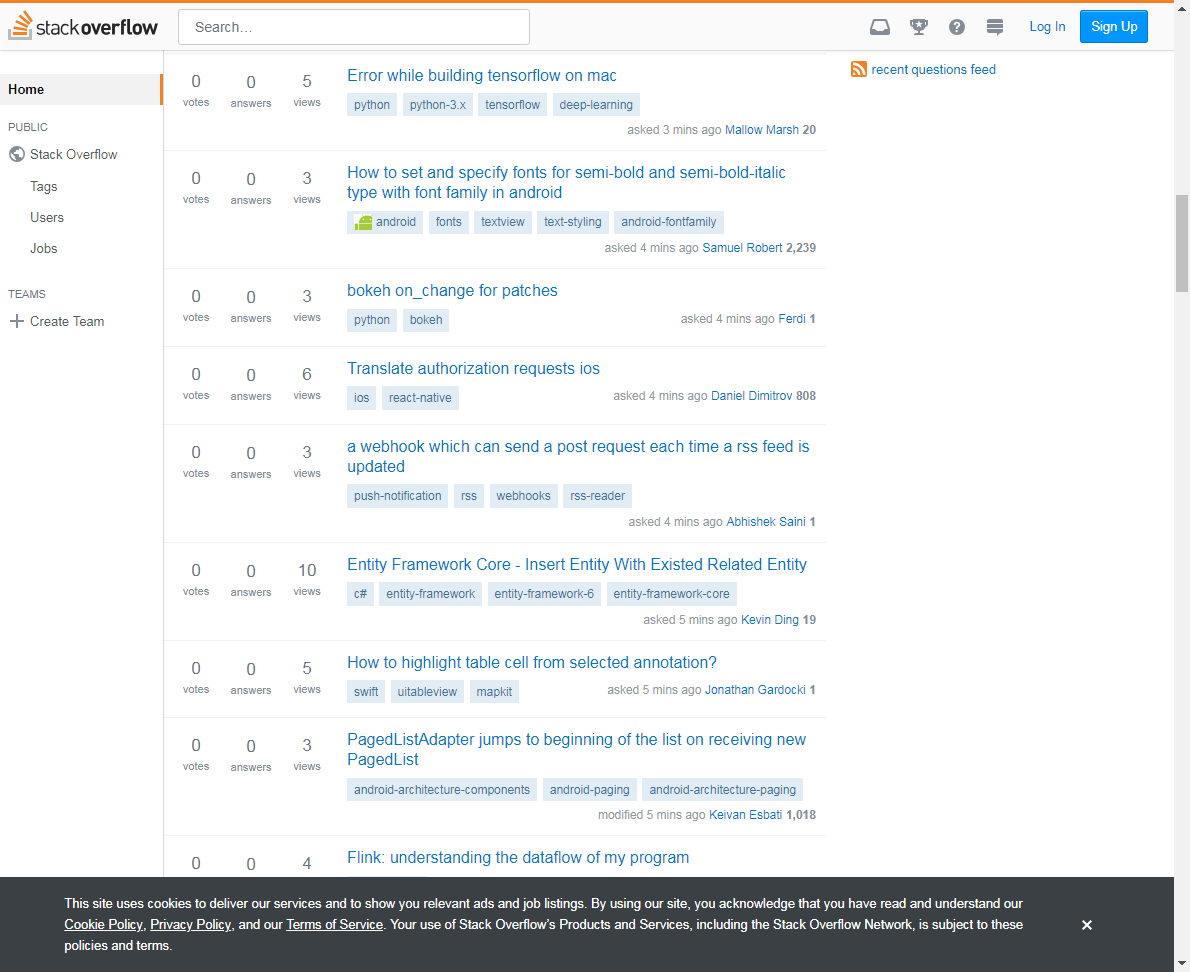 stackoverflow
Search…
Log In
Sign Up
Home
PUBLIC
Stack Overflow
Tags
Users
Jobs
TEAMS
Create Team
0 votes
0 answers
5 views
Error while building tensorflow on mac
python python-3.x tensorflow deep-learning
asked 3 mins ago Mallow Marsh 20
0 votes
0 answers
3 views
How to set and specify fonts for semi-bold and semi-bold-italic
type with font family in android
android fonts textview text-styling android-fontfamily
asked 4 mins ago Samuel Robert 2,239
0 votes
0 answers
3 views
bokeh on_change for patches
python bokeh
asked 4 mins ago Ferdi 1
0 votes
0 answers
6 views
Translate authorization requests ios
ios react-native
asked 4 mins ago Daniel Dimitrov 808
0 votes
0 answers
3 views
a webhook which can send a post request each time a rss feed is
updated
push-notification rss webhooks rss-reader
asked 4 mins ago Abhishek Saini 1
0 votes
0 answers
10 views
Entity Framework Core - Insert Entity With Existed Related Entity
c# entity-framework entity-framework-6 entity-framework-core
asked 5 mins ago Kevin Ding 19
0 votes
0 answers
5 views
How to highlight table cell from selected annotation?
swift uitableview mapkit
asked 5 mins ago Jonathan Gardocki 1
0 votes
0 answers
3 views
PagedListAdapter jumps to beginning of the list on receiving new
PagedList
android-architecture-components android-paging android-architecture-paging
modified 5 mins ago Keivan Esbati 1,018
0
0
4
Flink: understanding the dataflow of my program
recent questions feed
This site uses cookies to deliver our services and to show you relevant ads and job listings. By using our site, you acknowledge that you have read and understand our
Cookie Policy, Privacy Policy, and our Terms of Service. Your use of Stack Overflow's Products and Services, including the Stack Overflow Network, is subject to these
policies and terms.